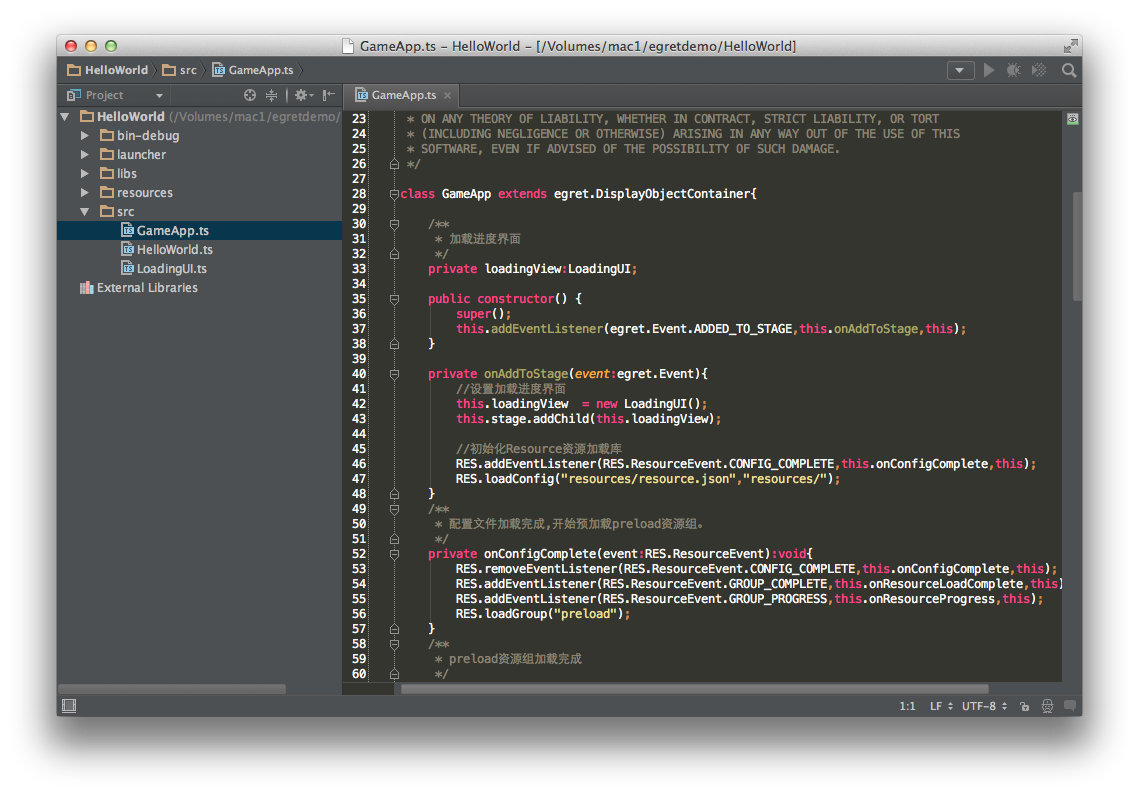 GameApp.ts – HelloWorld – [/Volumes/mac1/egretdemo/HelloWorld]
HelloWorld src GameApp.ts
Project
GameApp.ts
HelloWorld (/Volumes/mac1/egretdemo/
bin-debug
launcher
libs
resources
src
GameApp.ts
HelloWorld.ts
LoadingUI.ts
External Libraries
23 * ON ANY THEORY OF LIABILITY, WHETHER IN CONTRACT, STRICT LIABILITY, OR TORT
24 * (INCLUDING NEGLIGENCE OR OTHERWISE) ARISING IN ANY WAY OUT OF THE USE OF THIS
25 * SOFTWARE, EVEN IF ADVISED OF THE POSSIBILITY OF SUCH DAMAGE.
26 */
27
28 class GameApp extends egret.DisplayObjectContainer{
29
30 /**
31 * 加载进度界面
32 */
33 private loadingView:LoadingUI;
34
35 public constructor() {
36 super();
37 this.addEventListener(egret.Event.ADDED_TO_STAGE,this.onAddToStage,this);
38 }
39
40 private onAddToStage(event:egret.Event){
41 //设置加载进度界面
42 this.loadingView  = new LoadingUI();
43 this.stage.addChild(this.loadingView);
44
45 //初始化Resource资源加载库
46 RES.addEventListener(RES.ResourceEvent.CONFIG_COMPLETE,this.onConfigComplete,this);
47 RES.loadConfig("resources/resource.json","resources/");
48 }
49 /**
50 * 配置文件加载完成,开始预加载preload资源组。
51 */
52 private onConfigComplete(event:RES.ResourceEvent):void{
53 RES.removeEventListener(RES.ResourceEvent.CONFIG_COMPLETE,this.onConfigComplete,this);
54 RES.addEventListener(RES.ResourceEvent.GROUP_COMPLETE,this.onResourceLoadComplete,this)
55 RES.addEventListener(RES.ResourceEvent.GROUP_PROGRESS,this.onResourceProgress,this);
56 RES.loadGroup("preload");
57 }
58 /**
59 * preload资源组加载完成
60 */
1:1 LF UTF-8